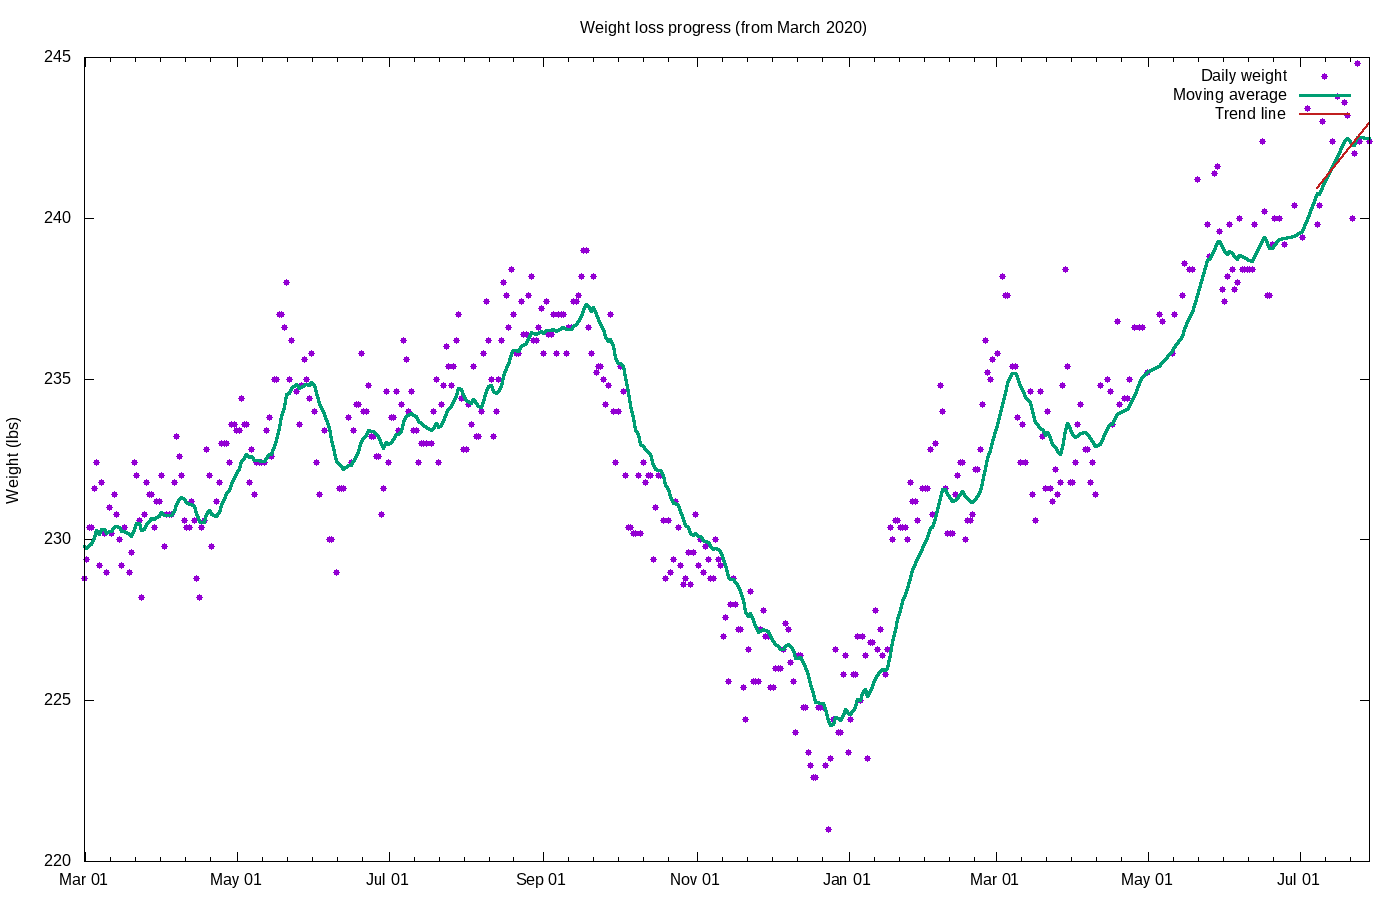 Weight loss progress (from March 2020)
245
240
235
230
225
220
Weight (lbs)
Daily weight
Moving average
Trend line
Mar 01
May 01
Jul 01
Sep 01
Nov 01
Jan 01
Mar 01
May 01
Jul 01